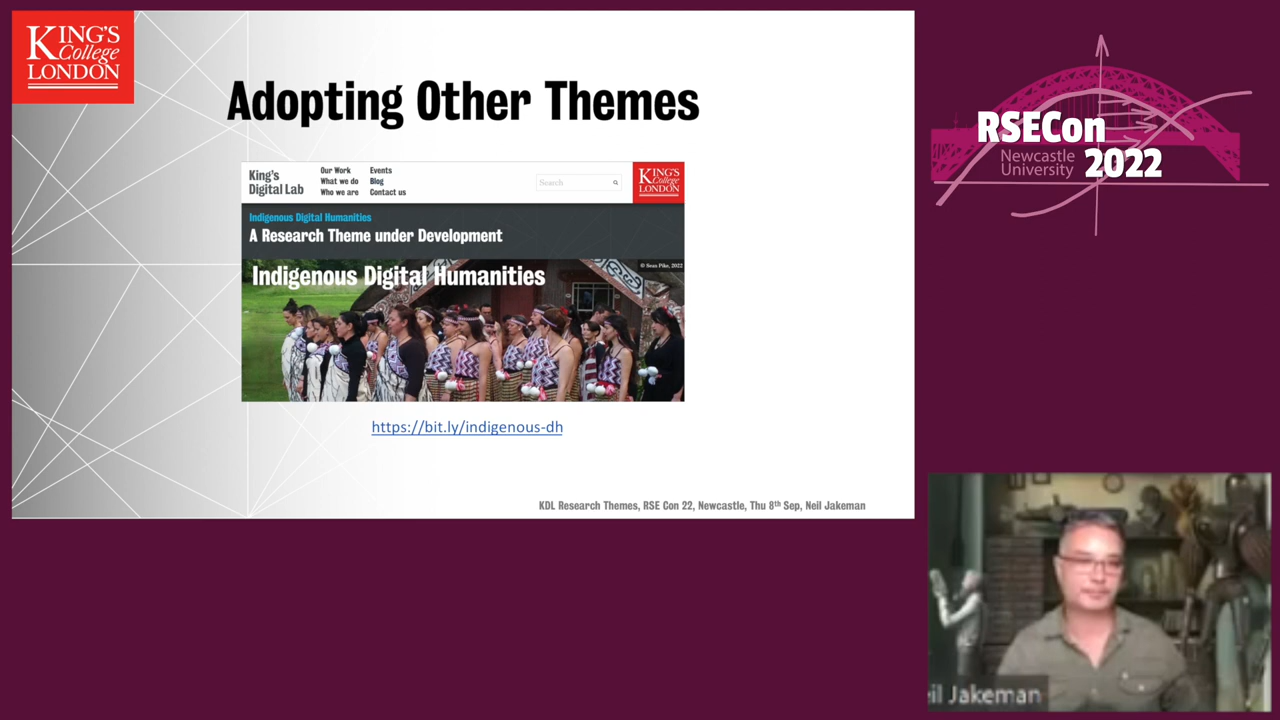 KING'S
College
LONDON
Adopting Other Themes
King's
Digital Lab
Our Work
What we do
Who we are
Events
Blog
Contact us
Search
KING'S
College
LONDON
Indigenous Digital Humanities
A Research Theme under Development
© Sean Pike, 2022
Indigenous Digital Humanities
https://bit.ly/indigenous-dh
KDL Research Themes, RSE Con 22, Newcastle, Thu 8th Sep, Neil Jakeman
RSECon
Newcastle
University
2022
eil Jakeman